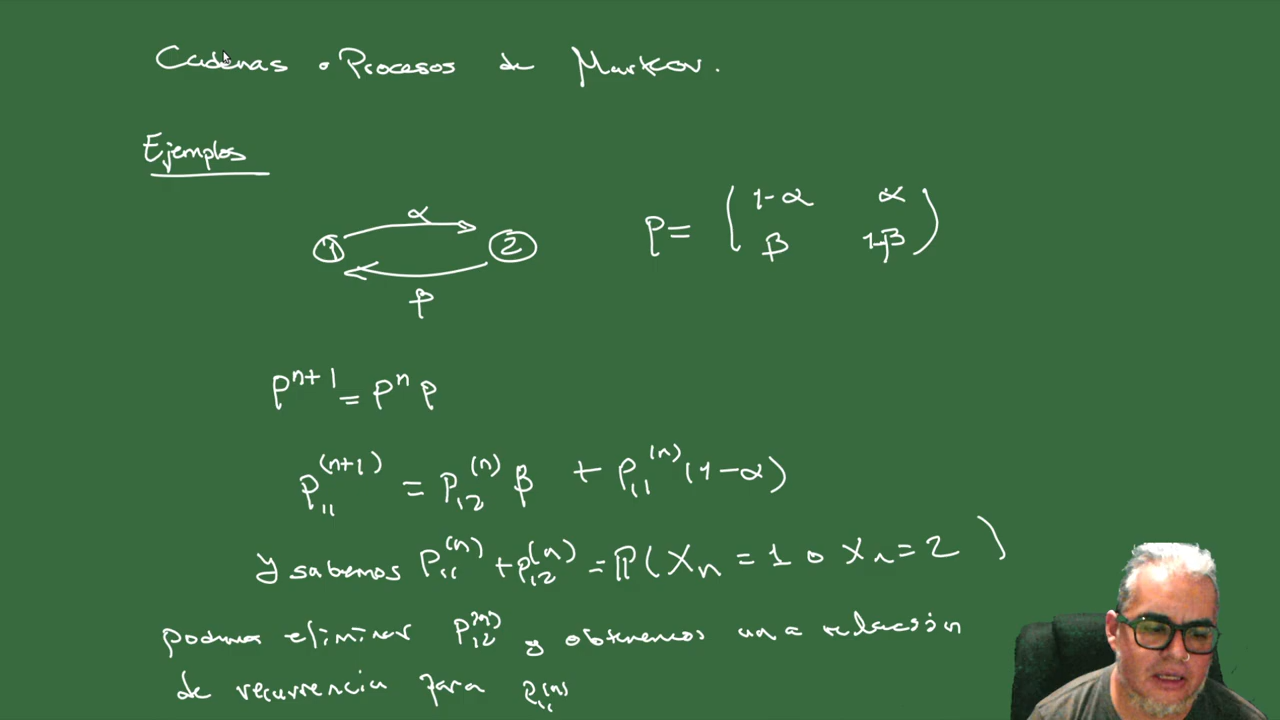 Cadenas o Procesos de Markov.
Ejemplos
α
1 2
β
P = ( 1-α α
β 1-β )
P^{n+1} = P^n P
P_{11}^{(n+1)} = P_{12}^{(n)} β + P_{11}^{(n)} (1-α)
y sabemos P_{11}^{(n)} + P_{12}^{(n)} = ℙ( X_n = 1 o X_n = 2 )
podemos eliminar P_{12}^{(n)} y obtenemos una relación
de recurrencia para P_{11}^{(n)}